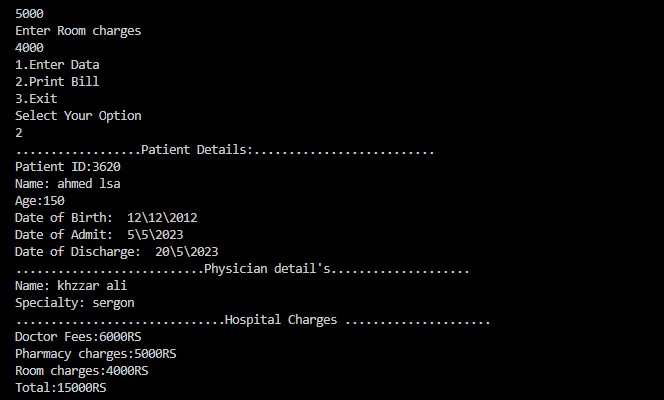 5000
Enter Room charges
4000
1.Enter Data
2.Print Bill
3.Exit
Select Your Option
2
..................Patient Details:..........................
Patient ID:3620
Name: ahmed lsa
Age:150
Date of Birth:  12\12\2012
Date of Admit:  5\5\2023
Date of Discharge:  20\5\2023
...........................Physician detail's....................
Name: khzzar ali
Specialty: sergon
..............................Hospital Charges .....................
Doctor Fees:6000RS
Pharmacy charges:5000RS
Room charges:4000RS
Total:15000RS